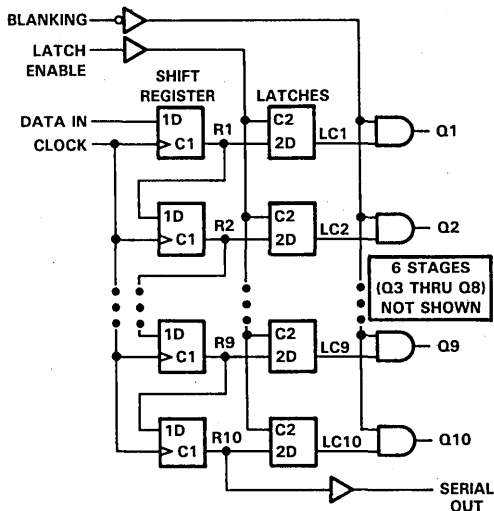 BLANKING
LATCH
ENABLE
SHIFT
REGISTER
LATCHES
DATA IN
CLOCK
1D
C1
R1
C2
2D
LC1
Q1
1D
C1
R2
C2
2D
LC2
Q2
6 STAGES
(Q3 THRU Q8)
NOT SHOWN
1D
C1
R9
C2
2D
LC9
Q9
1D
C1
R10
C2
2D
LC10
Q10
SERIAL
OUT